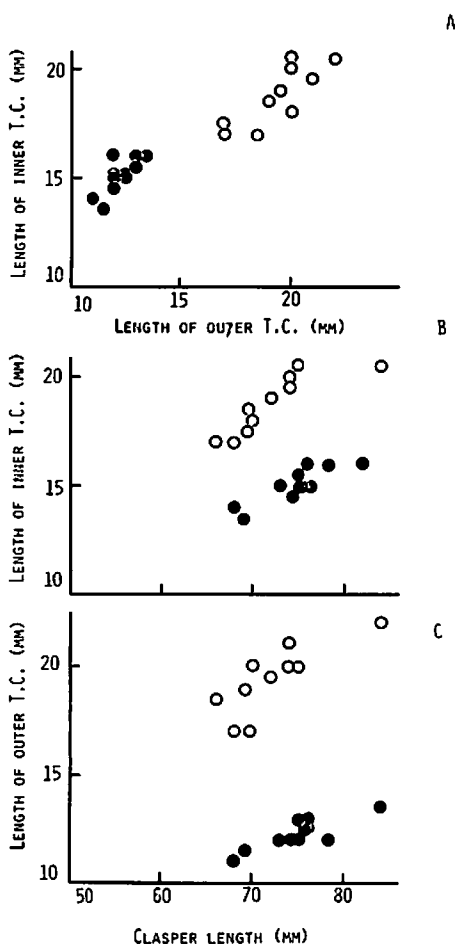 A
LENGTH OF INNER T.C. (MM)
20
15
10
10 15 20
LENGTH OF OUTER T.C. (MM)
B
LENGTH OF INNER T.C. (MM)
20
15
10
C
LENGTH OF OUTER T.C. (MM)
20
15
10
50 60 70 80
CLASPER LENGTH (MM)